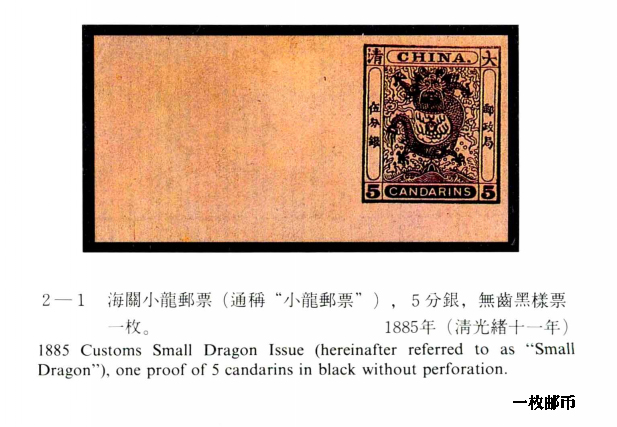 清 CHINA. 大
伍分銀
郵政局
5 CANDARINS 5
2—1 海關小龍郵票（通稱“小龍郵票”），5分銀，無齒黑樣票
一枚。 1885年（清光緒十一年）
1885 Customs Small Dragon Issue (hereinafter referred to as “Small
Dragon”), one proof of 5 candarins in black without perforation.
一枚邮币